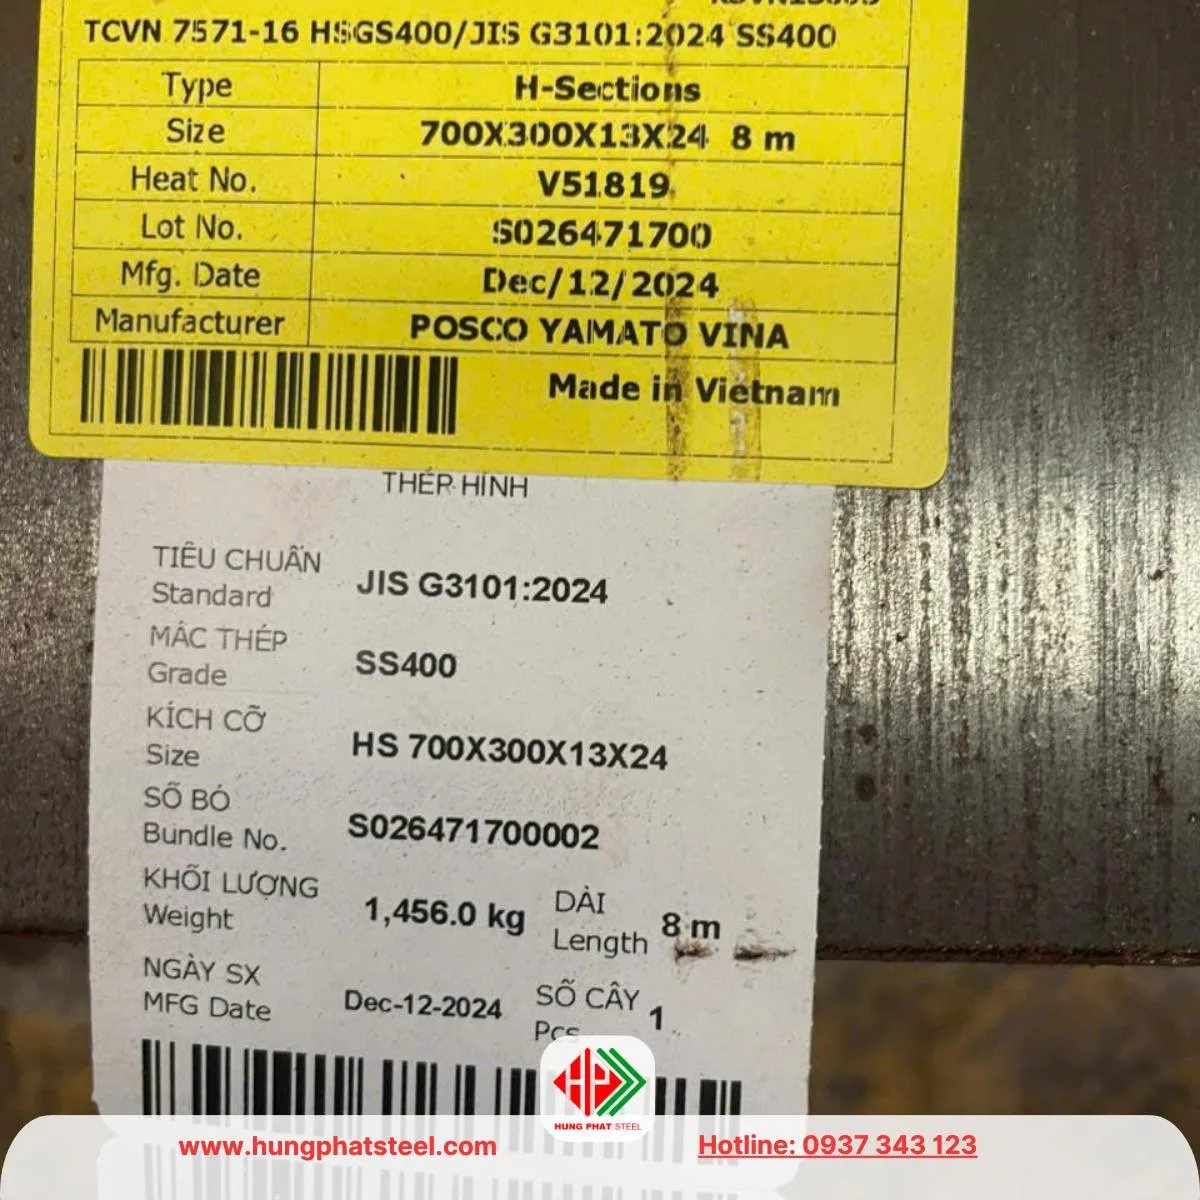 TCVN 7571-16 HSGS400/JIS G3101:2024 SS400
Type H-Sections
Size 700X300X13X24 8 m
Heat No. V51819
Lot No. S026471700
Mfg. Date Dec/12/2024
Manufacturer POSCO YAMATO VINA
Made in Vietnam
THÉP HÌNH
TIÊU CHUẨN
Standard JIS G3101:2024
MÁC THÉP
Grade SS400
KÍCH CỠ
Size HS 700X300X13X24
SỐ BÓ
Bundle No. S026471700002
KHỐI LƯỢNG
Weight 1,456.0 kg
DÀI
Length 8 m
NGÀY SX
MFG Date Dec-12-2024
SỐ CÂY
Pcs 1
HP
HUNG PHAT STEEL
www.hungphatsteel.com
Hotline: 0937 343 123